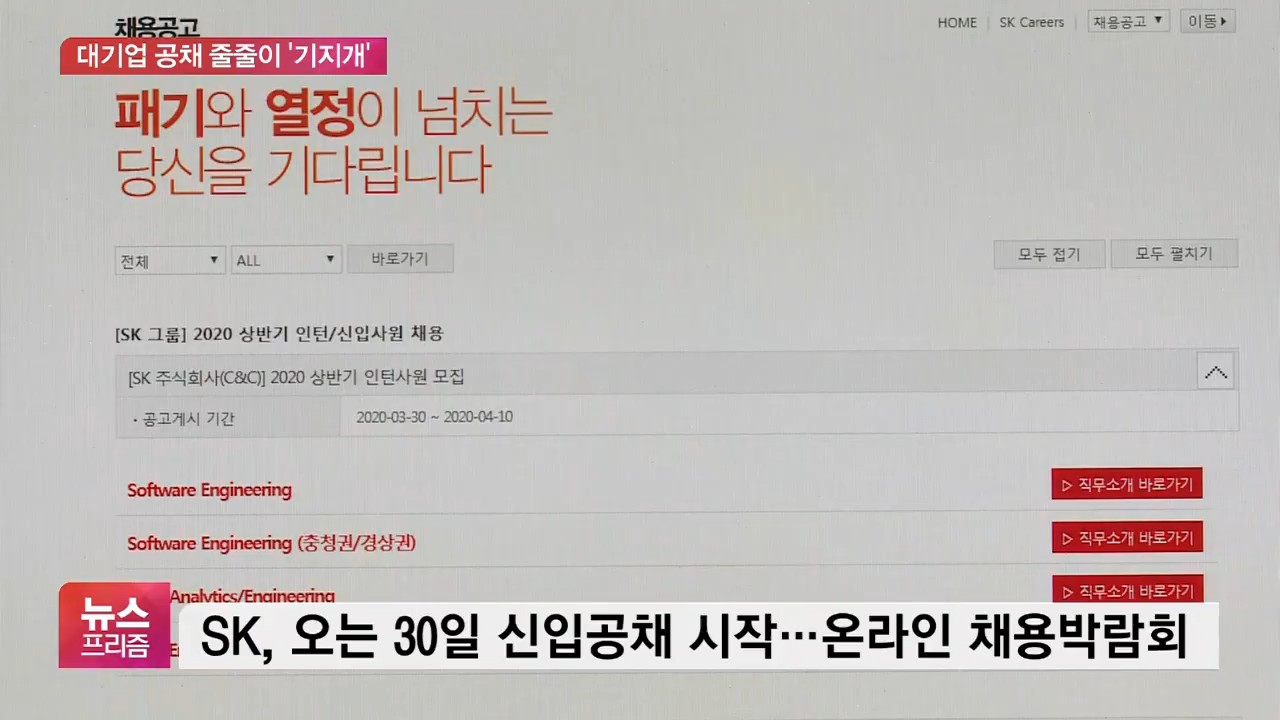 채용공고
HOME | SK Careers | 채용공고 ▼ 이동 ▶
대기업 공채 줄줄이 '기지개'
패기와 열정이 넘치는
당신을 기다립니다
전체 ▼ ALL ▼ 바로가기 모두 접기 모두 펼치기
[SK 그룹] 2020 상반기 인턴/신입사원 채용
[SK 주식회사(C&C)] 2020 상반기 인턴사원 모집
· 공고게시 기간 2020-03-30 ~ 2020-04-10
Software Engineering ▷ 직무소개 바로가기
Software Engineering (충청권/경상권) ▷ 직무소개 바로가기
Analytics/Engineering ▷ 직무소개 바로가기
뉴스
프리즘
SK, 오는 30일 신입공채 시작…온라인 채용박람회